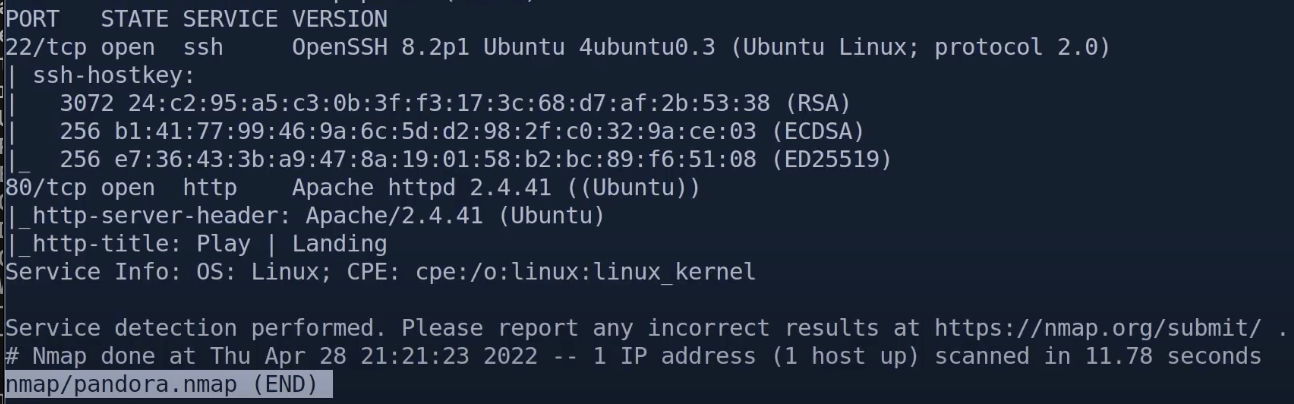 PORT   STATE SERVICE VERSION
22/tcp open  ssh     OpenSSH 8.2p1 Ubuntu 4ubuntu0.3 (Ubuntu Linux; protocol 2.0)
| ssh-hostkey:
|   3072 24:c2:95:a5:c3:0b:3f:f3:17:3c:68:d7:af:2b:53:38 (RSA)
|   256 b1:41:77:99:46:9a:6c:5d:d2:98:2f:c0:32:9a:ce:03 (ECDSA)
|_  256 e7:36:43:3b:a9:47:8a:19:01:58:b2:bc:89:f6:51:08 (ED25519)
80/tcp open  http    Apache httpd 2.4.41 ((Ubuntu))
|_http-server-header: Apache/2.4.41 (Ubuntu)
|_http-title: Play | Landing
Service Info: OS: Linux; CPE: cpe:/o:linux:linux_kernel
Service detection performed. Please report any incorrect results at https://nmap.org/submit/ .
# Nmap done at Thu Apr 28 21:21:23 2022 -- 1 IP address (1 host up) scanned in 11.78 seconds
nmap/pandora.nmap (END)